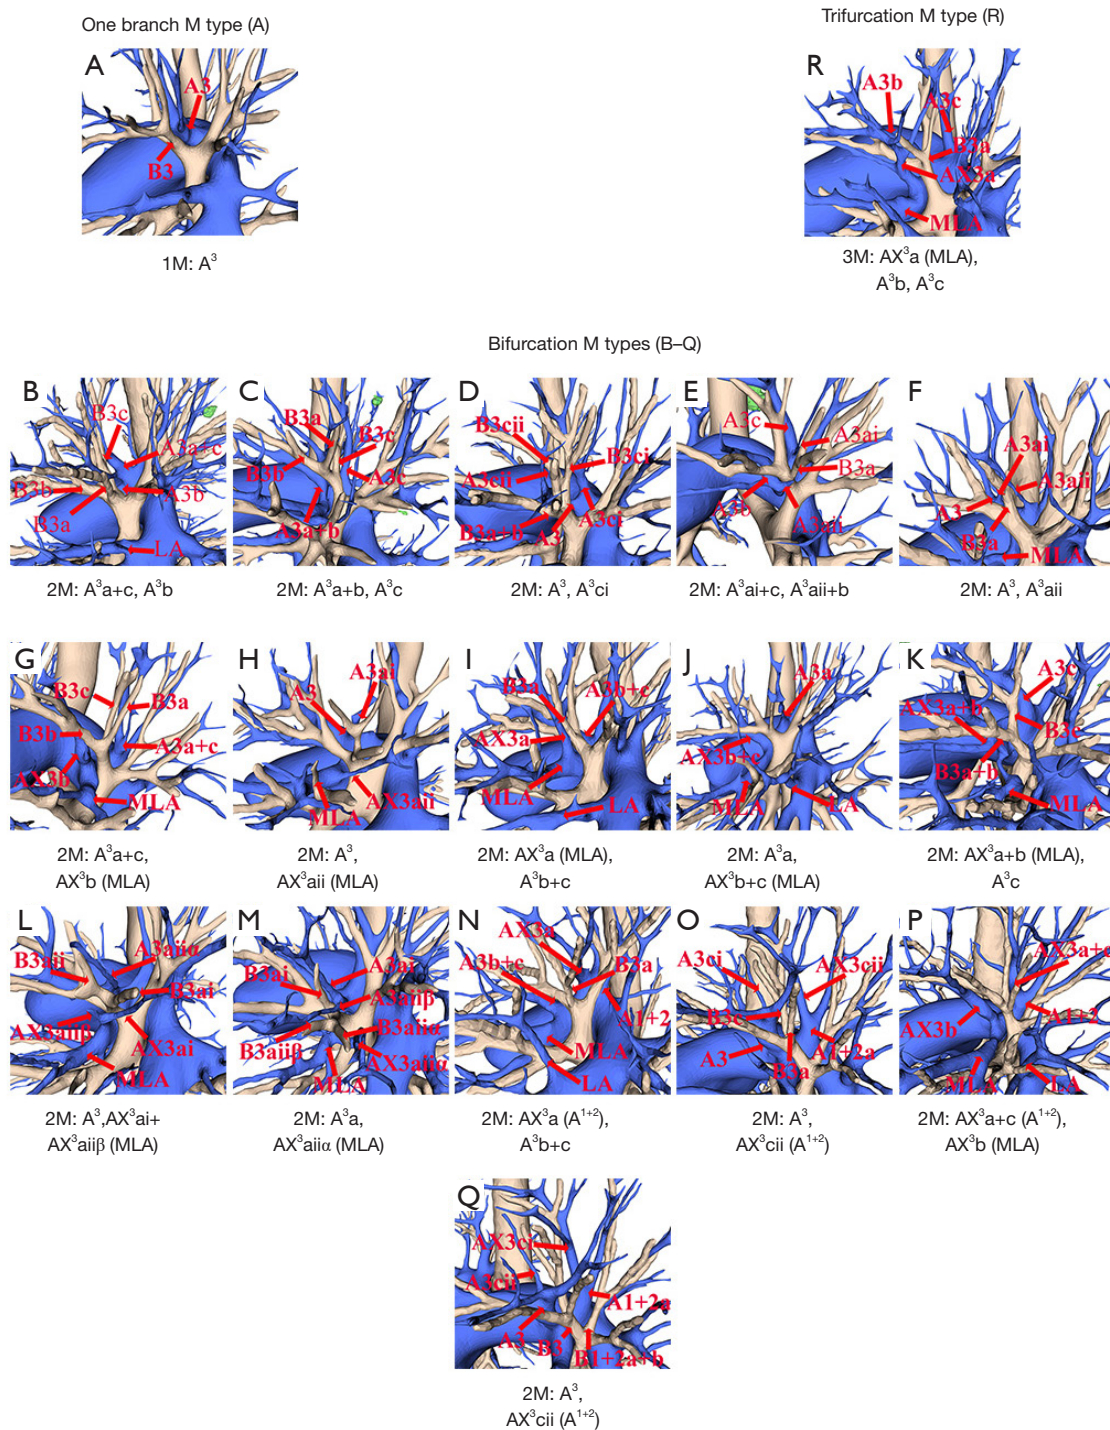 One branch M type (A)
Trifurcation M type (R)
A
A3
B3
1M: A³
R
A3b
A3c
B3a
AX3a
MLA
3M: AX³a (MLA),
A³b, A³c
Bifurcation M types (B–Q)
B
B3c
A3a+c
B3b
A3b
B3a
LA
2M: A³a+c, A³b
C
B3a
B3c
B3b
A3c
A3a+b
2M: A³a+b, A³c
D
B3cii
B3ci
A3cii
A3ci
B3a+b
A3
2M: A³, A³ci
E
A3c
A3ai
B3a
A3b
A3aii
2M: A³ai+c, A³aii+b
F
A3ai
A3aii
A3
B3a
MLA
2M: A³, A³aii
G
B3c
B3a
B3b
A3a+c
AX3b
MLA
2M: A³a+c,
AX³b (MLA)
H
A3ai
A3
AX3aii
MLA
2M: A³,
AX³aii (MLA)
I
B3a
A3b+c
AX3a
MLA
LA
2M: AX³a (MLA),
A³b+c
J
A3a
AX3b+c
MLA
LA
2M: A³a,
AX³b+c (MLA)
K
A3c
AX3a+b
B3c
B3a+b
MLA
2M: AX³a+b (MLA),
A³c
L
A3aiiα
B3aii
B3ai
AX3aiiβ
AX3ai
MLA
2M: A³,AX³ai+
AX³aiiβ (MLA)
M
B3ai
A3ai
A3aiiβ
B3aiiα
B3aiiβ
AX3aiiα
MLA
2M: A³a,
AX³aiiα (MLA)
N
AX3a
A3b+c
B3a
A1+2
MLA
LA
2M: AX³a (A¹⁺²),
A³b+c
O
A3ci
AX3cii
B3c
A3
A1+2a
B3a
2M: A³,
AX³cii (A¹⁺²)
P
AX3a+c
AX3b
A1+2
MLA
LA
2M: AX³a+c (A¹⁺²),
AX³b (MLA)
Q
AX3ci
A3cii
A1+2a
A3
B3
B1+2a+b
2M: A³,
AX³cii (A¹⁺²)